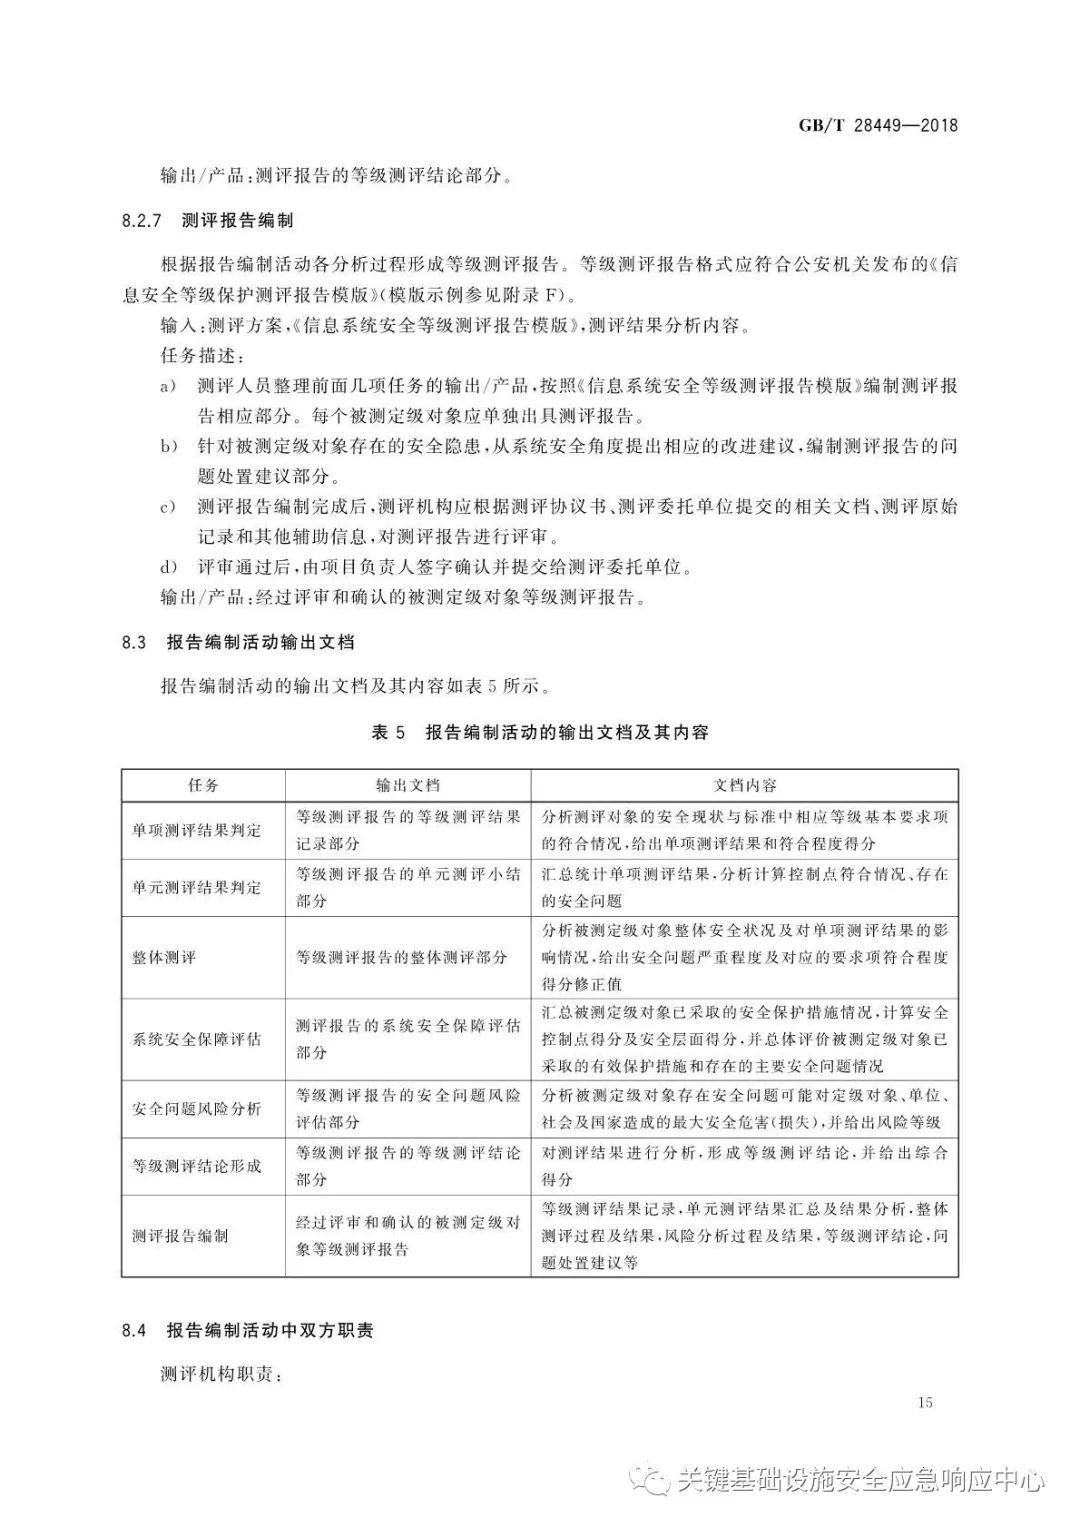 GB/T 28449—2018
输出/产品:测评报告的等级测评结论部分。
8.2.7 测评报告编制
根据报告编制活动各分析过程形成等级测评报告。等级测评报告格式应符合公安机关发布的《信
息安全等级保护测评报告模版》(模版示例参见附录 F)。
输入:测评方案,《信息系统安全等级测评报告模版》,测评结果分析内容。
任务描述:
a) 测评人员整理前面几项任务的输出/产品,按照《信息系统安全等级测评报告模版》编制测评报
告相应部分。每个被测定级对象应单独出具测评报告。
b) 针对被测定级对象存在的安全隐患,从系统安全角度提出相应的改进建议,编制测评报告的问
题处置建议部分。
c) 测评报告编制完成后,测评机构应根据测评协议书、测评委托单位提交的相关文档、测评原始
记录和其他辅助信息,对测评报告进行评审。
d) 评审通过后,由项目负责人签字确认并提交给测评委托单位。
输出/产品:经过评审和确认的被测定级对象等级测评报告。
8.3 报告编制活动输出文档
报告编制活动的输出文档及其内容如表 5 所示。
表 5 报告编制活动的输出文档及其内容
任务 输出文档 文档内容
单项测评结果判定
等级测评报告的等级测评结果
记录部分
分析测评对象的安全现状与标准中相应等级基本要求项
的符合情况,给出单项测评结果和符合程度得分
单元测评结果判定
等级测评报告的单元测评小结
部分
汇总统计单项测评结果,分析计算控制点符合情况、存在
的安全问题
整体测评
等级测评报告的整体测评部分
分析被测定级对象整体安全状况及对单项测评结果的影
响情况,给出安全问题严重程度及对应的要求项符合程度
得分修正值
系统安全保障评估
测评报告的系统安全保障评估
部分
汇总被测定级对象已采取的安全保护措施情况,计算安全
控制点得分及安全层面得分,并总体评价被测定级对象已
采取的有效保护措施和存在的主要安全问题情况
安全问题风险分析
等级测评报告的安全问题风险
评估部分
分析被测定级对象存在安全问题可能对定级对象、单位、
社会及国家造成的最大安全危害(损失),并给出风险等级
等级测评结论形成
等级测评报告的等级测评结论
部分
对测评结果进行分析,形成等级测评结论,并给出综合
得分
测评报告编制
经过评审和确认的被测定级对
象等级测评报告
等级测评结果记录,单元测评结果汇总及结果分析,整体
测评过程及结果,风险分析过程及结果,等级测评结论,问
题处置建议等
8.4 报告编制活动中双方职责
测评机构职责:
15
关键基础设施安全应急响应中心